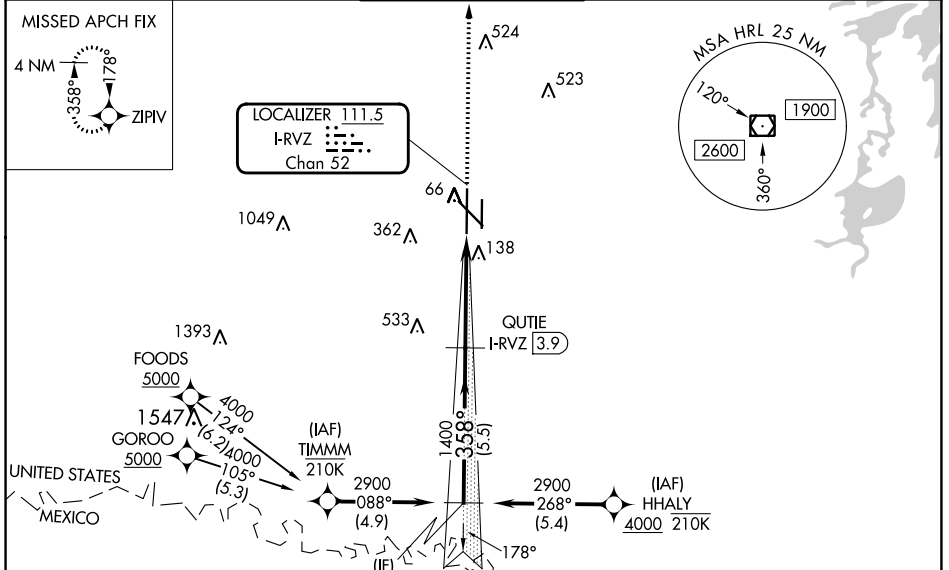 MISSED APCH FIX
4 NM
358°
178°
ZIPIV
524
523
LOCALIZER 111.5
I-RVZ
Chan 52
MSA HRL 25 NM
120°
1900
2600
360°
66
1049
362
138
533
1393
QUTIE
I-RVZ 3.9
FOODS
5000
4000
124°
(6.2)
1547
GOROO
5000
4000
105°
(5.3)
UNITED STATES
MEXICO
(IAF)
TIMMM
210K
2900
088°
(4.9)
1400
358°
(5.5)
2900
268°
(5.4)
(IAF)
HHALY
4000 210K
178°
(IF)